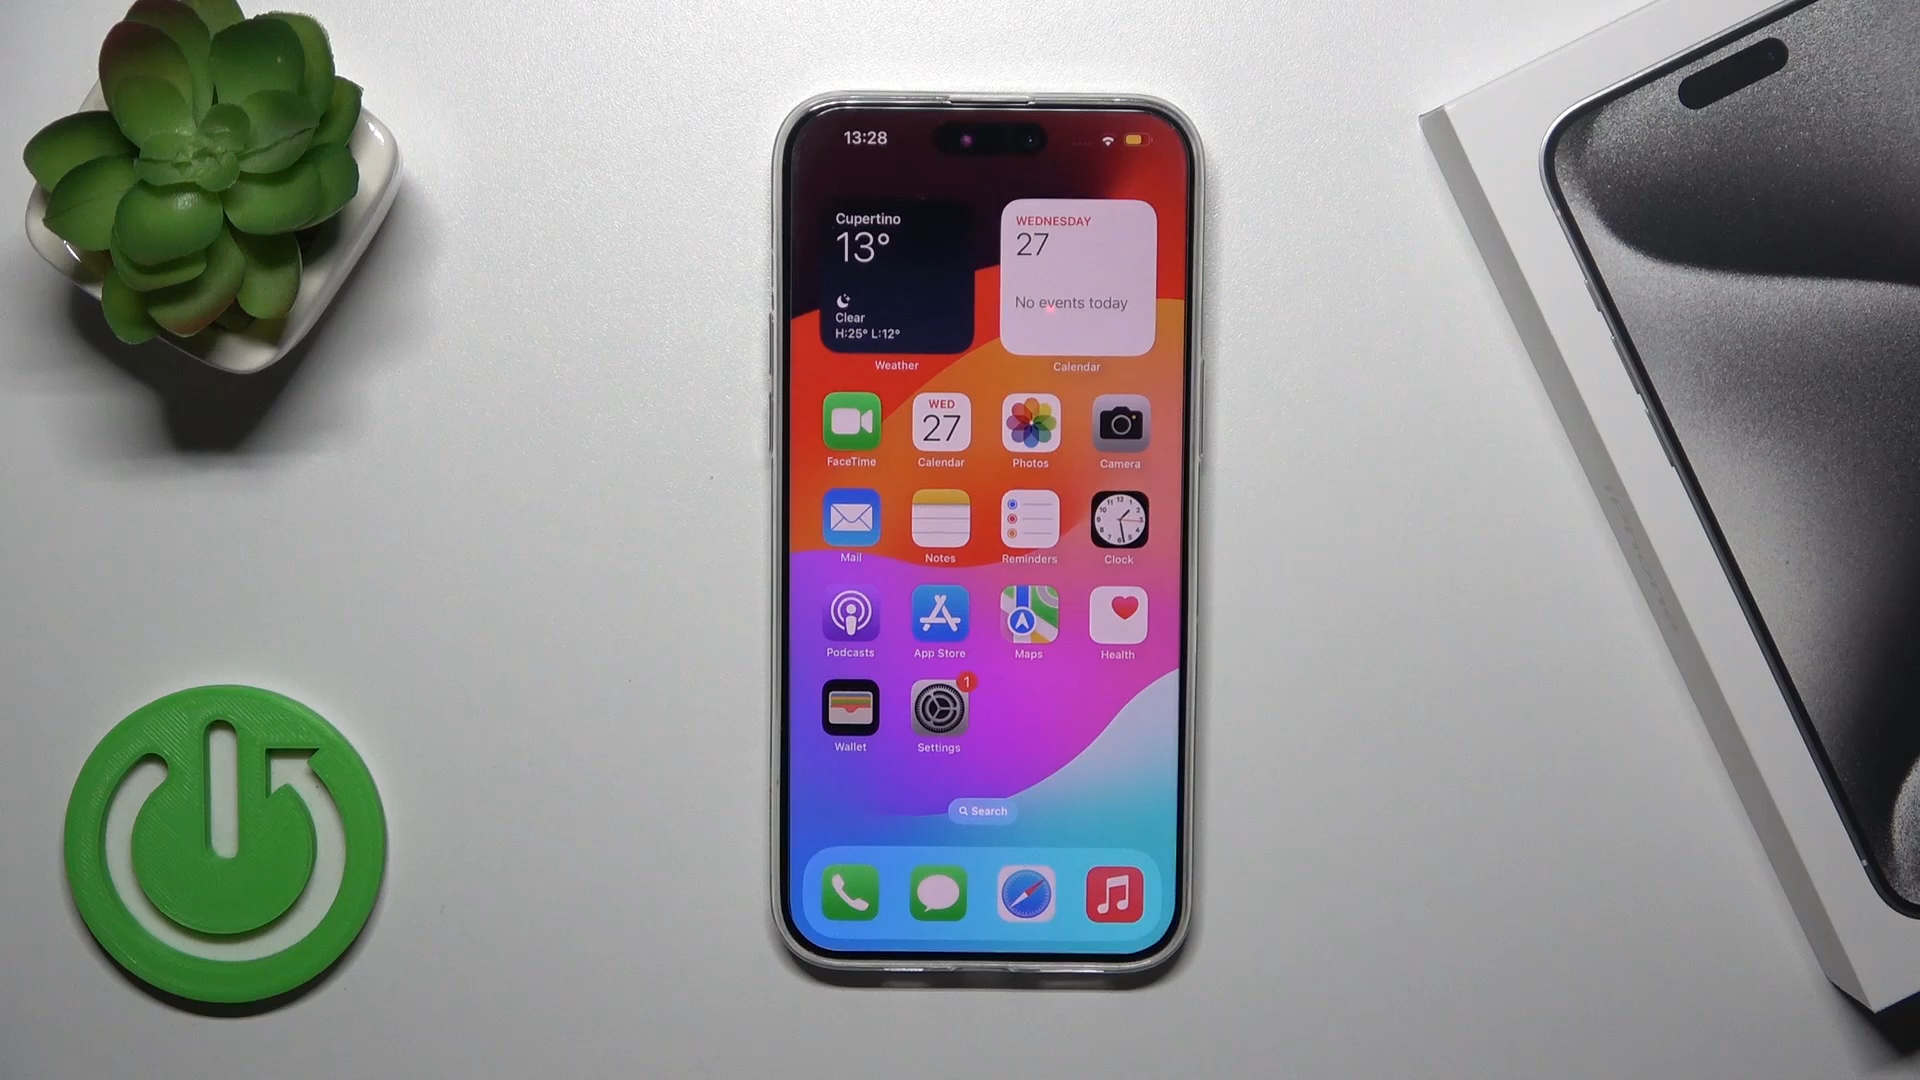 13:28
Cupertino
13°
Clear
H:25° L:12°
Weather
WEDNESDAY
27
No events today
Calendar
WED
27
FaceTime
Calendar
Photos
Camera
Mail
Notes
Reminders
Clock
Podcasts
App Store
Maps
Health
1
Wallet
Settings
Search